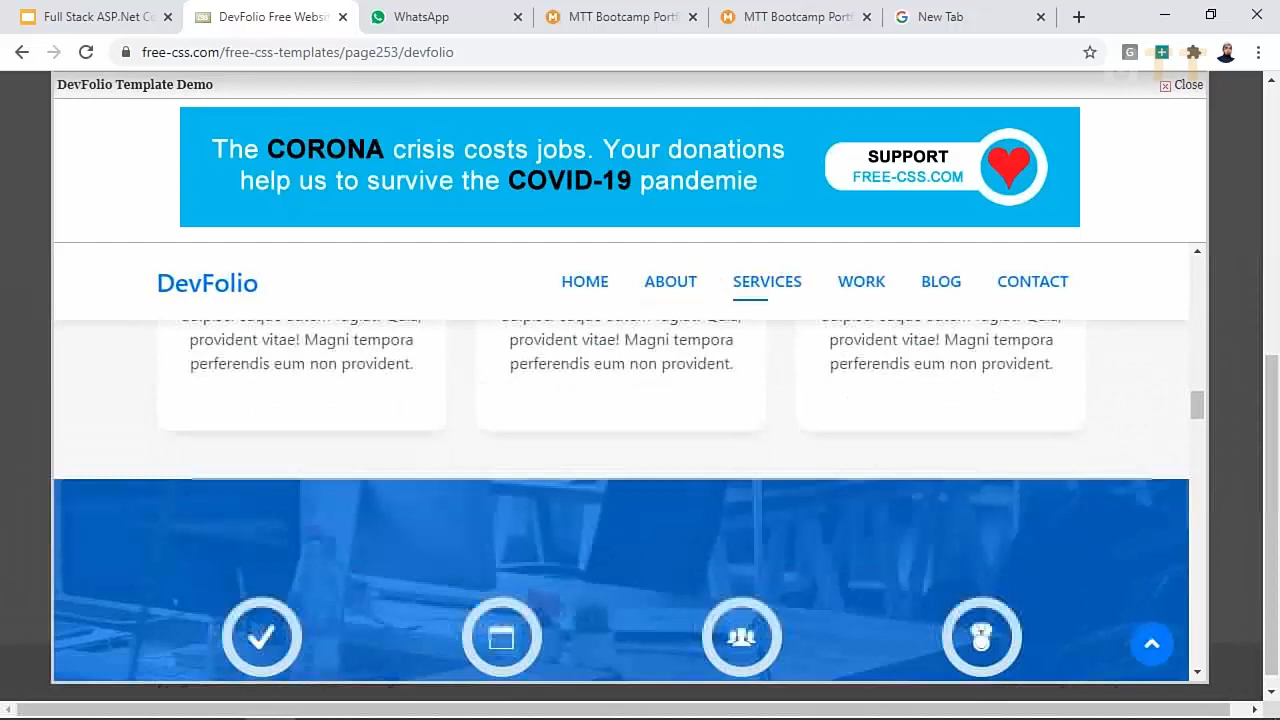 Full Stack ASP.Net Co
DevFolio Free Websi
WhatsApp
MTT Bootcamp Portf
MTT Bootcamp Portf
New Tab
free-css.com/free-css-templates/page253/devfolio
DevFolio Template Demo
Close
The CORONA crisis costs jobs. Your donations
help us to survive the COVID-19 pandemie
SUPPORT
FREE-CSS.COM
DevFolio
HOME ABOUT SERVICES WORK BLOG CONTACT
provident vitae! Magni tempora
perferendis eum non provident.
provident vitae! Magni tempora
perferendis eum non provident.
provident vitae! Magni tempora
perferendis eum non provident.